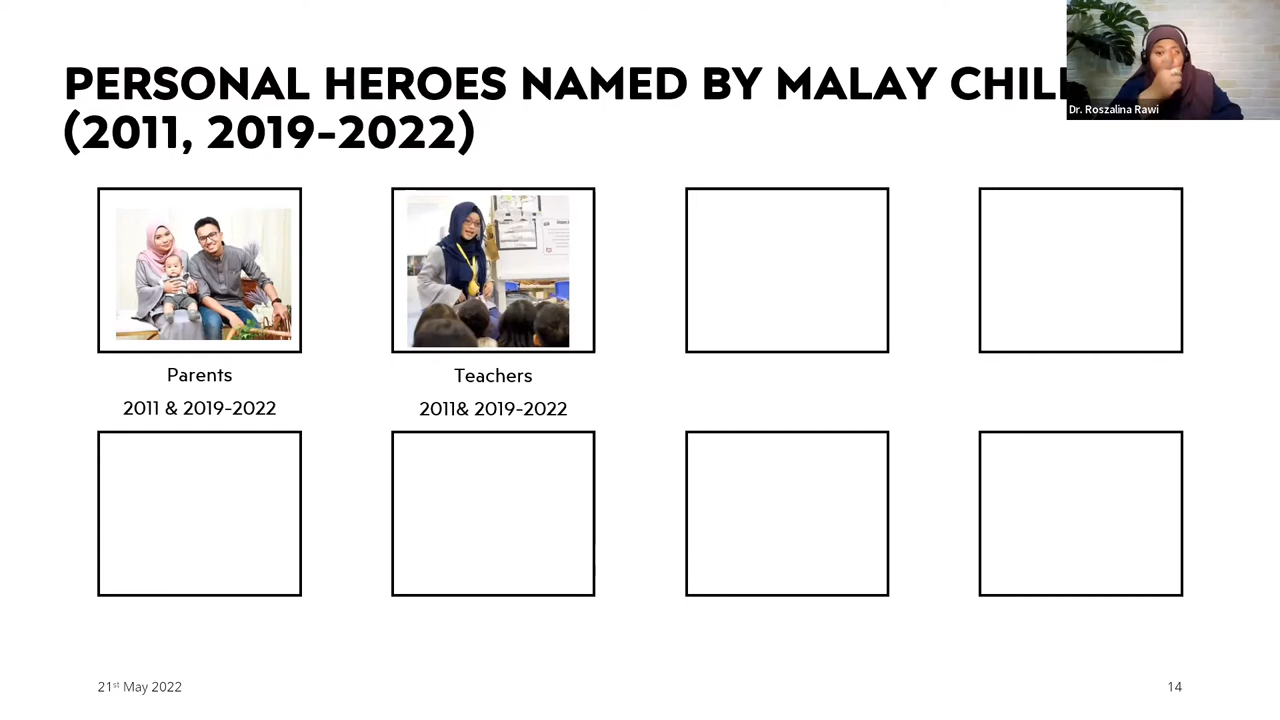 PERSONAL HEROES NAMED BY MALAY
(2011, 2019-2022)
Dr. Roszalina Rawi
Parents
2011 & 2019-2022
Teachers
2011& 2019-2022
21st May 2022
14